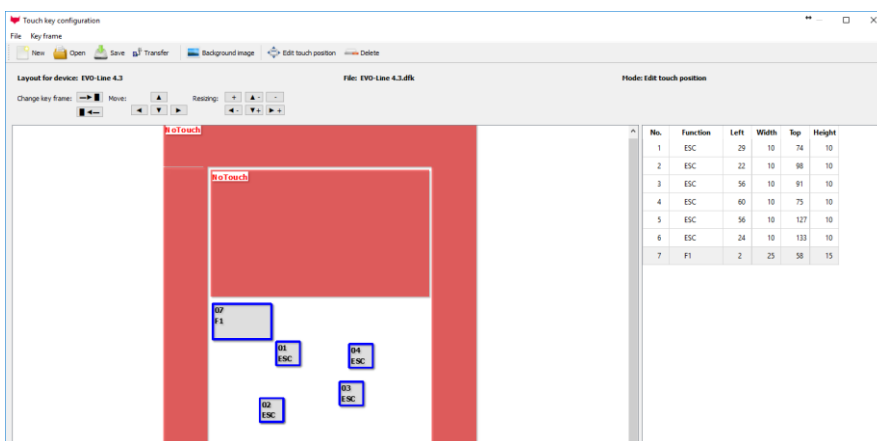 Touch key configuration
File Key frame
New Open Save Transfer Background image Edit touch position Delete
Layout for device: EVO-Line 4.3 File: EVO-Line 4.3.dfk Mode: Edit touch position
Change key frame: Move: Resizing: + ▲- -
◄- ▼+ ►+
NoTouch
NoTouch
07
F1
01
ESC
04
ESC
03
ESC
02
ESC
No. Function Left Width Top Height
1 ESC 29 10 74 10
2 ESC 22 10 98 10
3 ESC 56 10 91 10
4 ESC 60 10 75 10
5 ESC 56 10 127 10
6 ESC 24 10 133 10
7 F1 2 25 58 15